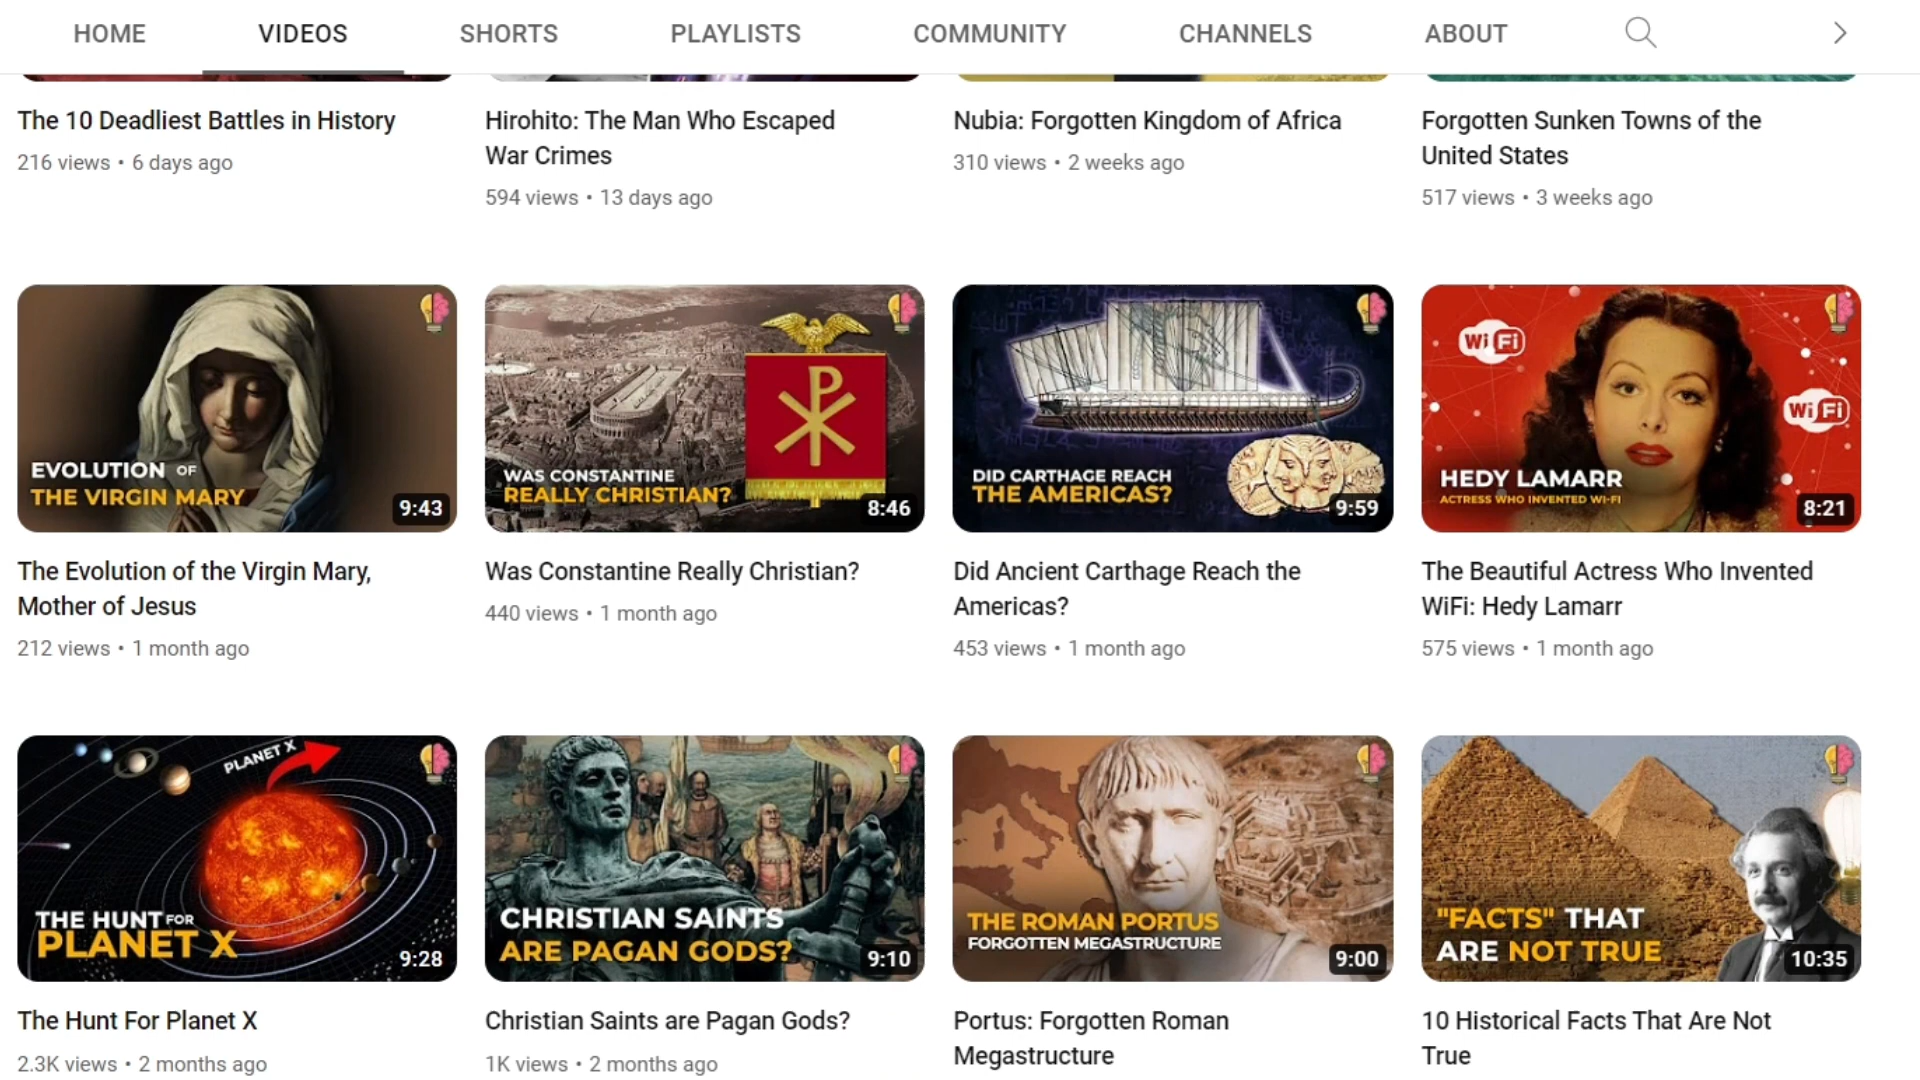 HOME VIDEOS SHORTS PLAYLISTS COMMUNITY CHANNELS ABOUT
The 10 Deadliest Battles in History
216 views • 6 days ago
Hirohito: The Man Who Escaped
War Crimes
594 views • 13 days ago
Nubia: Forgotten Kingdom of Africa
310 views • 2 weeks ago
Forgotten Sunken Towns of the
United States
517 views • 3 weeks ago
EVOLUTION OF
THE VIRGIN MARY
9:43
The Evolution of the Virgin Mary,
Mother of Jesus
212 views • 1 month ago
WAS CONSTANTINE
REALLY CHRISTIAN?
8:46
Was Constantine Really Christian?
440 views • 1 month ago
DID CARTHAGE REACH
THE AMERICAS?
9:59
Did Ancient Carthage Reach the
Americas?
453 views • 1 month ago
Wi Fi
Wi Fi
HEDY LAMARR
ACTRESS WHO INVENTED WI-FI
8:21
The Beautiful Actress Who Invented
WiFi: Hedy Lamarr
575 views • 1 month ago
PLANET X
THE HUNT FOR
PLANET X
9:28
The Hunt For Planet X
2.3K views • 2 months ago
CHRISTIAN SAINTS
ARE PAGAN GODS?
9:10
Christian Saints are Pagan Gods?
1K views • 2 months ago
THE ROMAN PORTUS
FORGOTTEN MEGASTRUCTURE
9:00
Portus: Forgotten Roman
Megastructure
"FACTS" THAT
ARE NOT TRUE
10:35
10 Historical Facts That Are Not
True